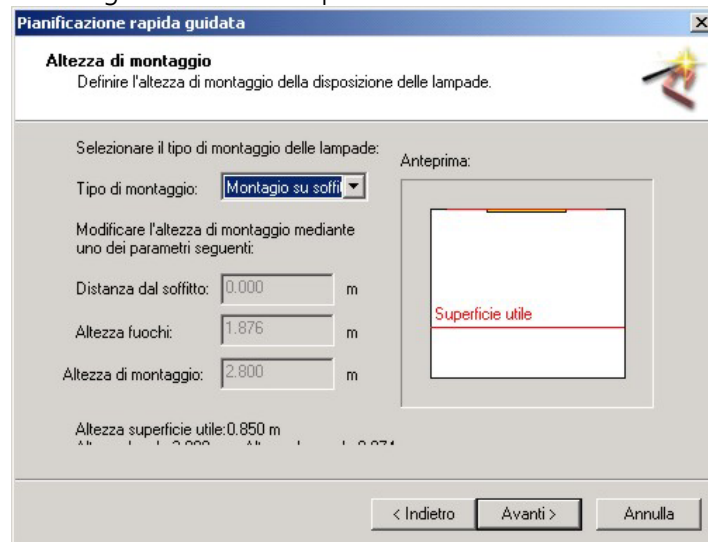 Pianificazione rapida guidata
Altezza di montaggio
Definire l'altezza di montaggio della disposizione delle lampade.
Selezionare il tipo di montaggio delle lampade:
Anteprima:
Tipo di montaggio: Montagio su soffi
Modificare l'altezza di montaggio mediante
uno dei parametri seguenti:
Distanza dal soffitto: 0.000 m
Superficie utile
Altezza fuochi: 1.876 m
Altezza di montaggio: 2.800 m
Altezza superficie utile:0.850 m
< Indietro Avanti > Annulla